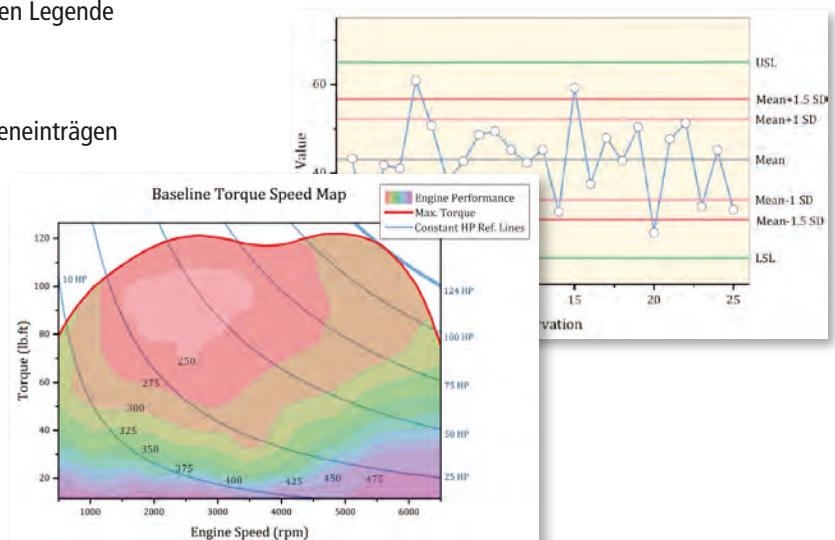 en Legende
eneinträgen
USL
Mean+1.5 SD
Mean+1 SD
Mean
Mean-1 SD
Mean-1.5 SD
LSL
60
40
Value
15
20
25
rvation
Baseline Torque Speed Map
Engine Performance
Max. Torque
Constant HP Ref. Lines
120
100
80
60
40
20
Torque (lb.ft)
10 HP
124 HP
100 HP
75 HP
50 HP
25 HP
250
275
300
325
350
375
400
425
450
475
1000
2000
3000
4000
5000
6000
Engine Speed (rpm)